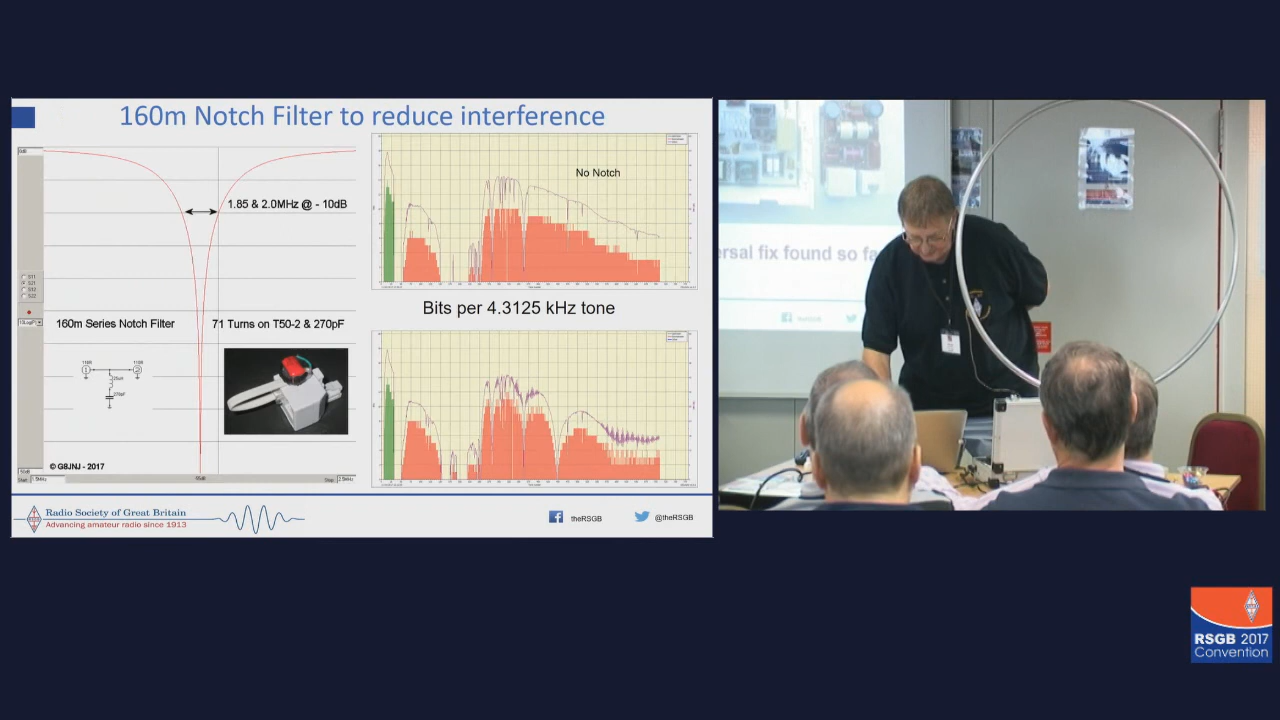 160m Notch Filter to reduce interference
1.85 & 2.0MHz @ - 10dB
160m Series Notch Filter
71 Turns on T50-2 & 270pF
© G8JNJ - 2017
No Notch
Bits per 4.3125 kHz tone
Radio Society of Great Britain
Advancing amateur radio since 1913
theRSGB
@theRSGB
ersal fix found so fa
RSGB 2017
Convention